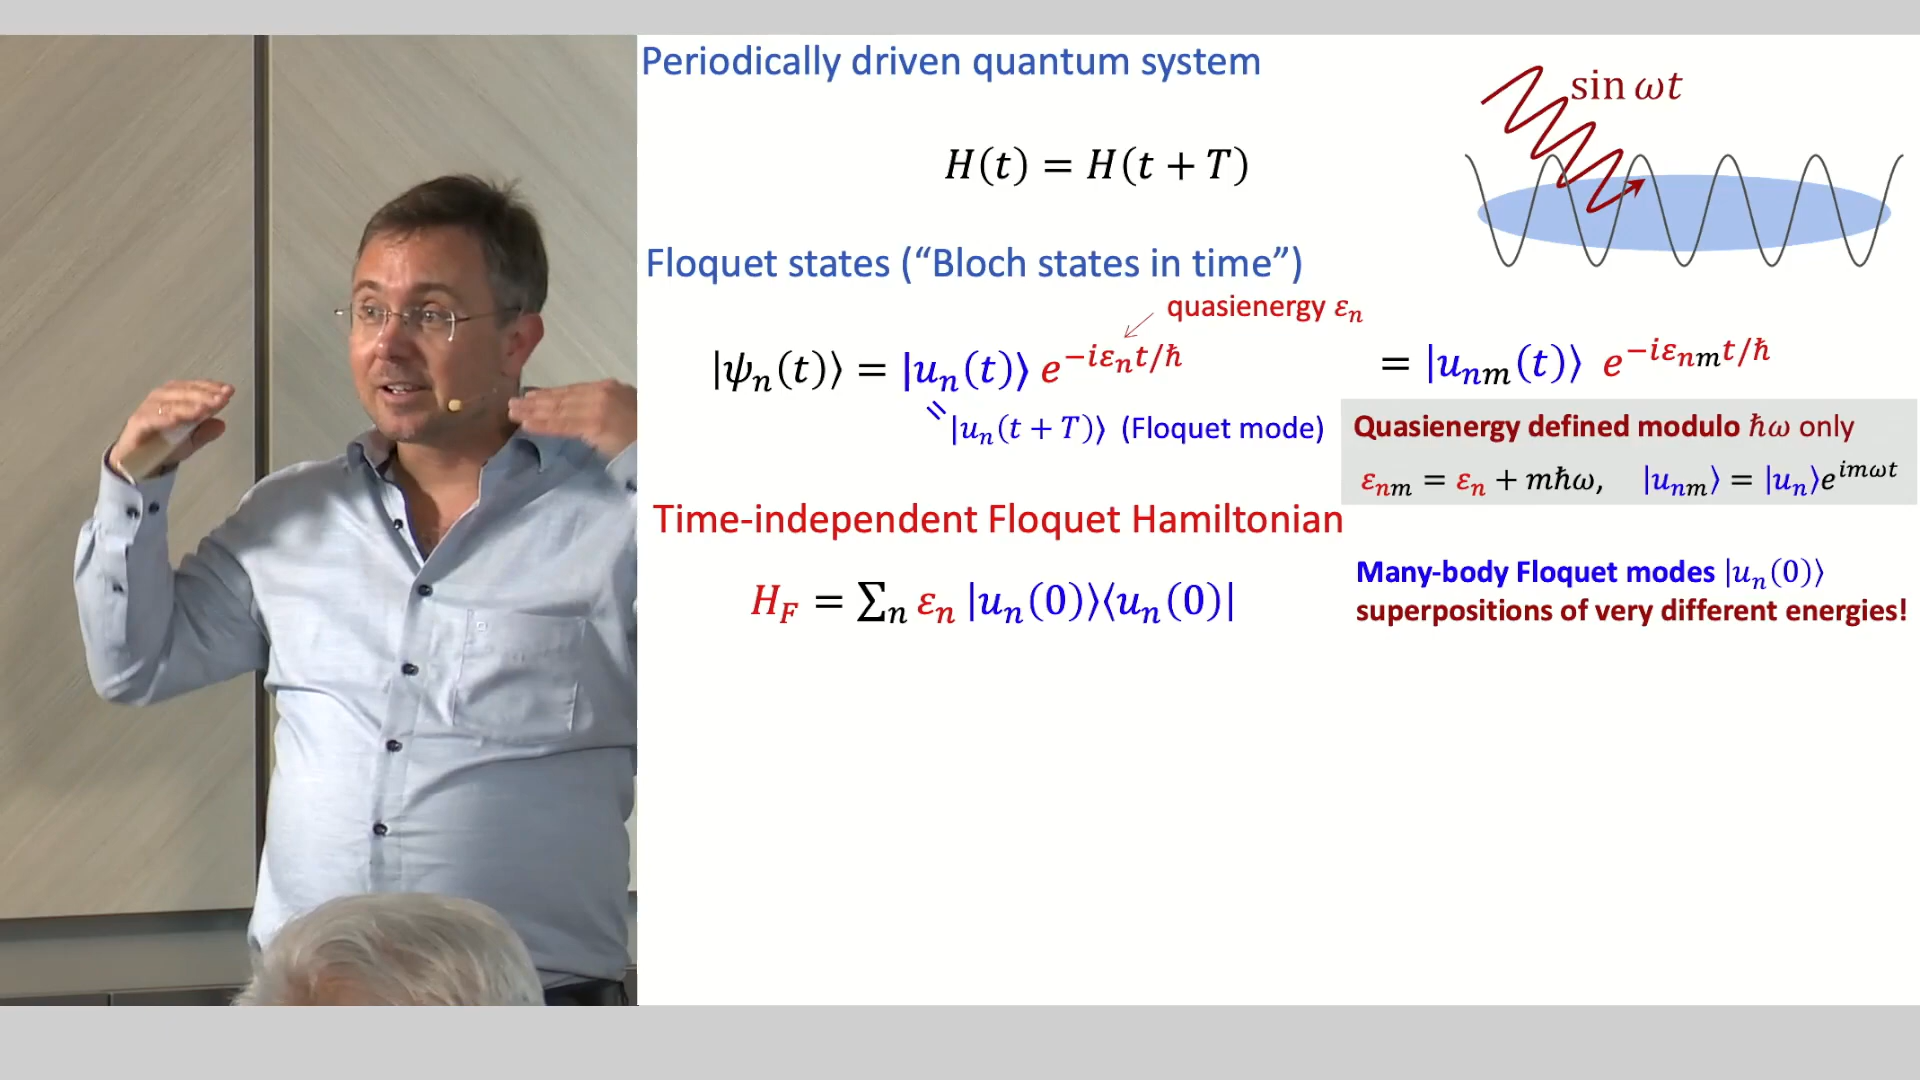 Periodically driven quantum system
sin ωt
H(t) = H(t + T)
Floquet states (“Bloch states in time”)
quasienergy εₙ
|ψₙ(t)⟩ = |uₙ(t)⟩ e^{−iεₙt/ħ} = |uₙₘ(t)⟩ e^{−iεₙₘt/ħ}
= |uₙ(t + T)⟩ (Floquet mode)
Quasienergy defined modulo ħω only
εₙₘ = εₙ + mħω, |uₙₘ⟩ = |uₙ⟩e^{imωt}
Time-independent Floquet Hamiltonian
H_F = ∑ₙ εₙ |uₙ(0)⟩⟨uₙ(0)|
Many-body Floquet modes |uₙ(0)⟩
superpositions of very different energies!